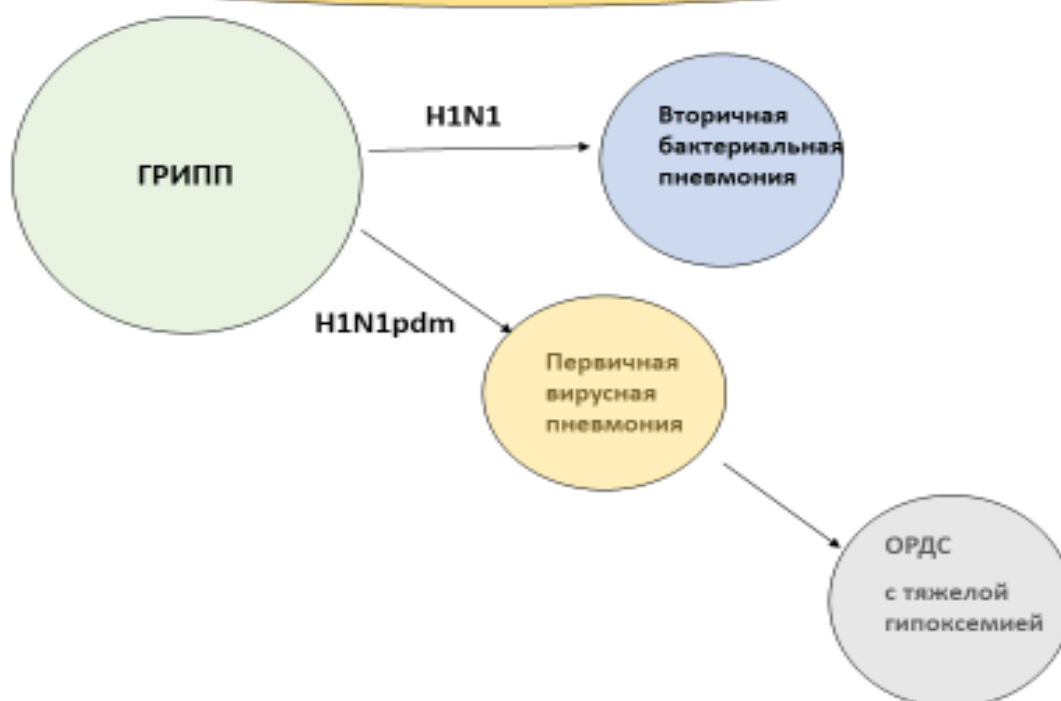 ГРИПП
H1N1
Вторичная
бактериальная
пневмония
H1N1pdm
Первичная
вирусная
пневмония
ОРДС
с тяжелой
гипоксемией